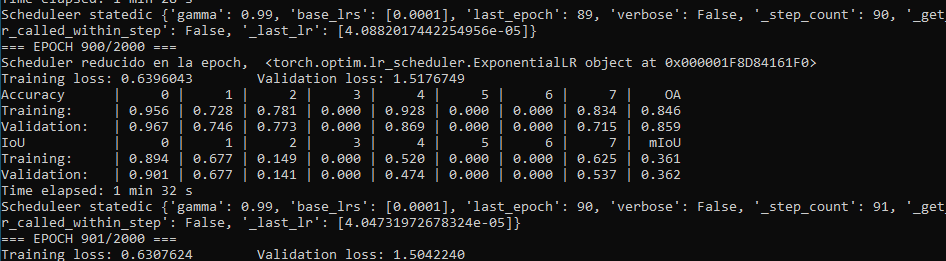 Scheduleer statedic {'gamma': 0.99, 'base_lrs': [0.0001], 'last_epoch': 89, 'verbose': False, '_step_count': 90, '_get_
r_called_within_step': False, '_last_lr': [4.0882017442254956e-05]}
=== EPOCH 900/2000 ===
Scheduler reducido en la epoch,  <torch.optim.lr_scheduler.ExponentialLR object at 0x000001F8D84161F0>
Training loss: 0.6396043        Validation loss: 1.5176749
Accuracy      |     0 |     1 |     2 |     3 |     4 |     5 |     6 |     7 |    OA
Training:     | 0.956 | 0.728 | 0.781 | 0.000 | 0.928 | 0.000 | 0.000 | 0.834 | 0.846
Validation:   | 0.967 | 0.746 | 0.773 | 0.000 | 0.869 | 0.000 | 0.000 | 0.715 | 0.859
IoU           |     0 |     1 |     2 |     3 |     4 |     5 |     6 |     7 |  mIoU
Training:     | 0.894 | 0.677 | 0.149 | 0.000 | 0.520 | 0.000 | 0.000 | 0.625 | 0.361
Validation:   | 0.901 | 0.677 | 0.141 | 0.000 | 0.474 | 0.000 | 0.000 | 0.537 | 0.362
Time elapsed: 1 min 32 s
Scheduleer statedic {'gamma': 0.99, 'base_lrs': [0.0001], 'last_epoch': 90, 'verbose': False, '_step_count': 91, '_get_
r_called_within_step': False, '_last_lr': [4.04731972678324e-05]}
=== EPOCH 901/2000 ===
Training loss: 0.6307624        Validation loss: 1.5042240